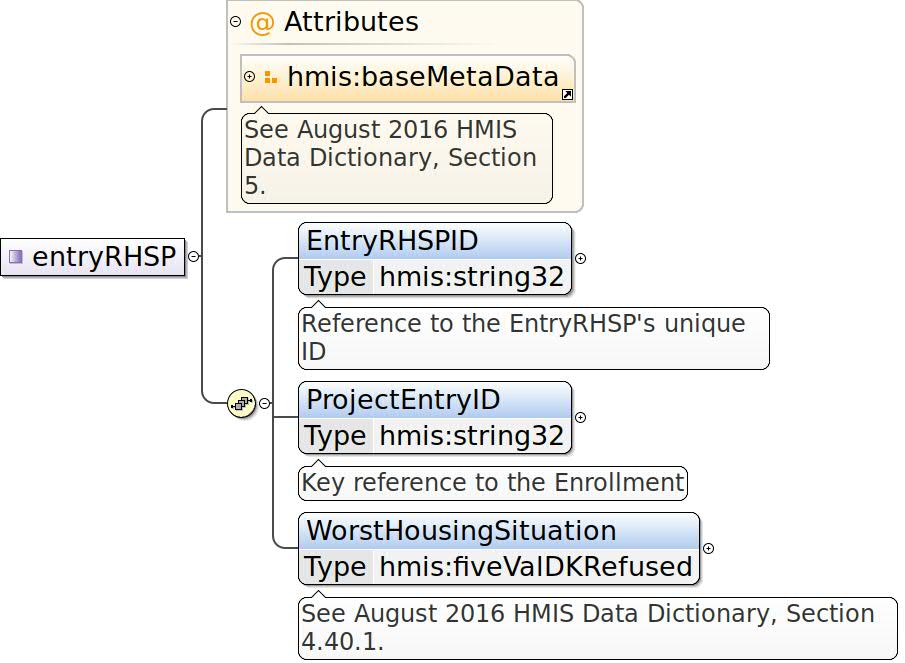 @ Attributes
hmis:baseMetaData
See August 2016 HMIS
Data Dictionary, Section
5.
entryRHSP
EntryRHSPID
Type hmis:string32
Reference to the EntryRHSP's unique
ID
ProjectEntryID
Type hmis:string32
Key reference to the Enrollment
WorstHousingSituation
Type hmis:fiveValDKRefused
See August 2016 HMIS Data Dictionary, Section
4.40.1.